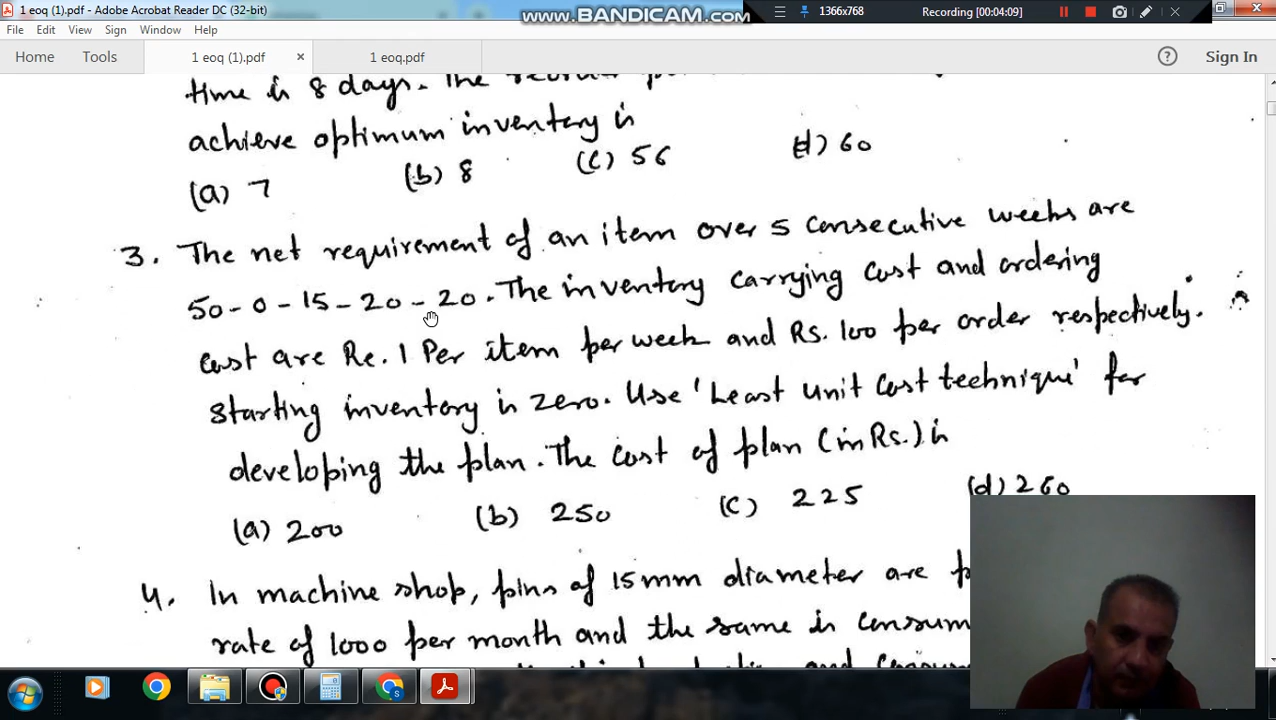 1 eoq (1).pdf - Adobe Acrobat Reader DC (32-bit)
www.BANDICAM.com
1366x768
Recording [00:04:09]
File Edit View Sign Window Help
Home Tools 1 eoq (1).pdf × 1 eoq.pdf ? Sign In
time is 8 days. The
achieve optimum inventory is
(a) 7 (b) 8 (c) 56 (d) 60
3. The net requirement of an item over 5 consecutive weeks are
50 - 0 - 15 - 20 - 20. The inventory carrying cost and ordering
cost are Re. 1 Per item per week and Rs. 100 per order respectively.
starting inventory is zero. Use 'Least unit cost technique' for
developing the plan. The cost of plan (in Rs.) is
(a) 200 (b) 250 (c) 225 (d) 260
4. In machine shop, pins of 15mm diameter are
rate of 1000 per month and the same is